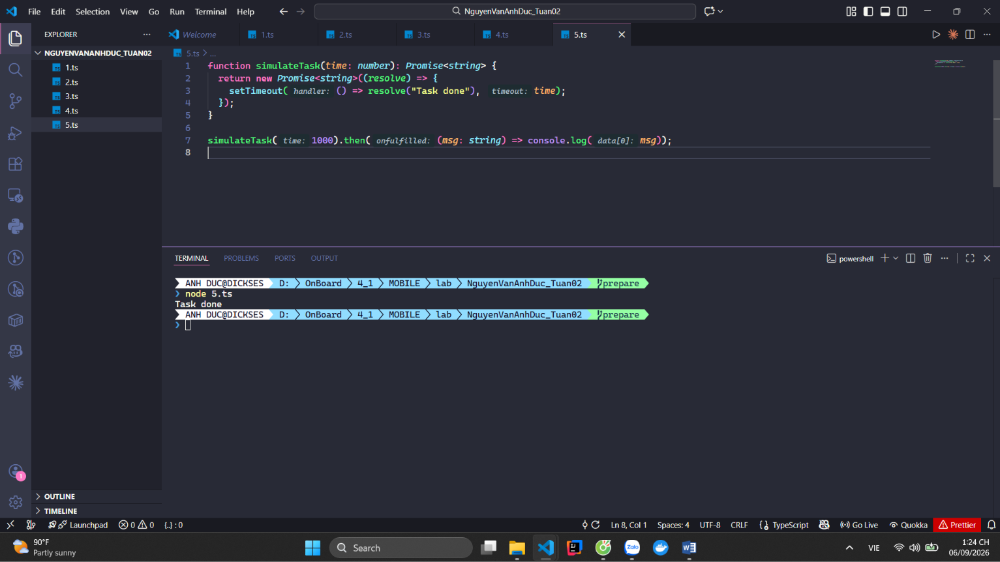 File Edit Selection View Go Run Terminal Help
NguyenVanAnhDuc_Tuan02
EXPLORER
Welcome
1.ts
2.ts
3.ts
4.ts
5.ts
NGUYENVANANHDUC_TUAN02
1.ts
2.ts
3.ts
4.ts
5.ts
5.ts > ...
1 function simulateTask(time: number): Promise<string> {
2 return new Promise<string>((resolve) => {
3 setTimeout( handler: () => resolve("Task done"), timeout: time);
4 });
5 }
6
7 simulateTask( time: 1000).then( onfulfilled: (msg: string) => console.log( data[0]: msg));
8
TERMINAL PROBLEMS PORTS OUTPUT
powershell
ANH DUC@DICKSES D: OnBoard 4_1 MOBILE lab NguyenVanAnhDuc_Tuan02 prepare
❯ node 5.ts
Task done
ANH DUC@DICKSES D: OnBoard 4_1 MOBILE lab NguyenVanAnhDuc_Tuan02 prepare
❯
1
OUTLINE
TIMELINE
Launchpad 0 0 {..} : 0
Ln 8, Col 1 Spaces: 4 UTF-8 CRLF TypeScript Go Live Quokka Prettier
90°F
Partly sunny
Search
Zalo
VIE
1:24 CH
06/09/2026